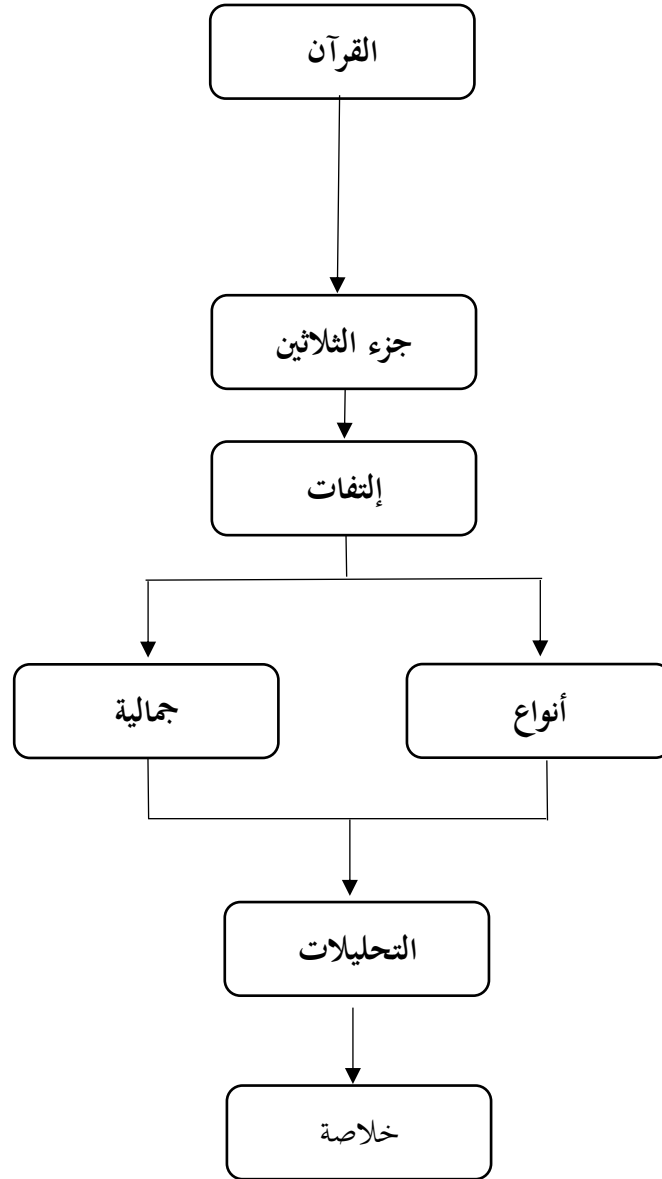 القرآن
جزء الثلاثين
إلتفات
أنواع
جمالية
التحليلات
خلاصة